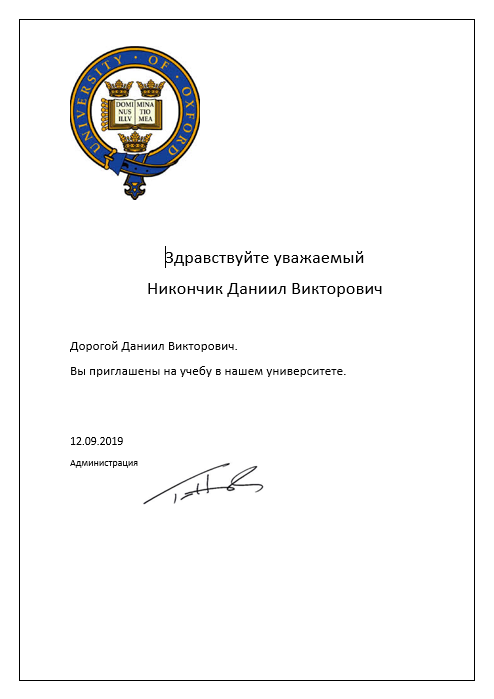 UNIVERSITY · OF · OXFORD
DOMI MINA
NUS TIO
ILLV MEA
Здравствуйте уважаемый
Никончик Даниил Викторович
Дорогой Даниил Викторович.
Вы приглашены на учебу в нашем университете.
12.09.2019
Администрация